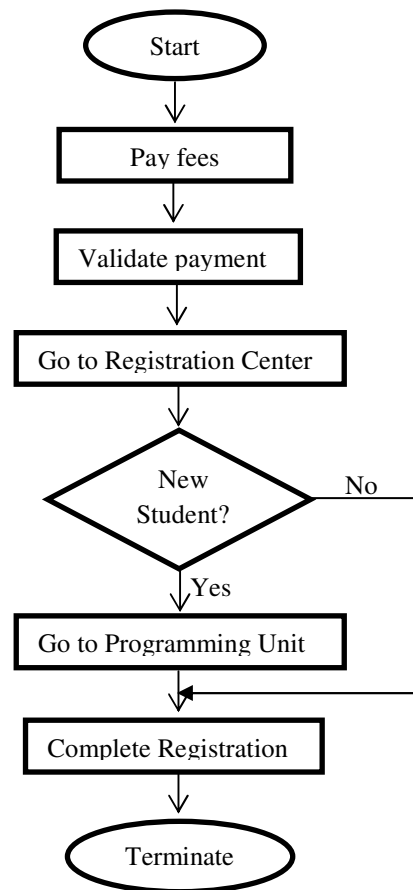 Start
Pay fees
Validate payment
Go to Registration Center
New
Student?
No
Yes
Go to Programming Unit
Complete Registration
Terminate